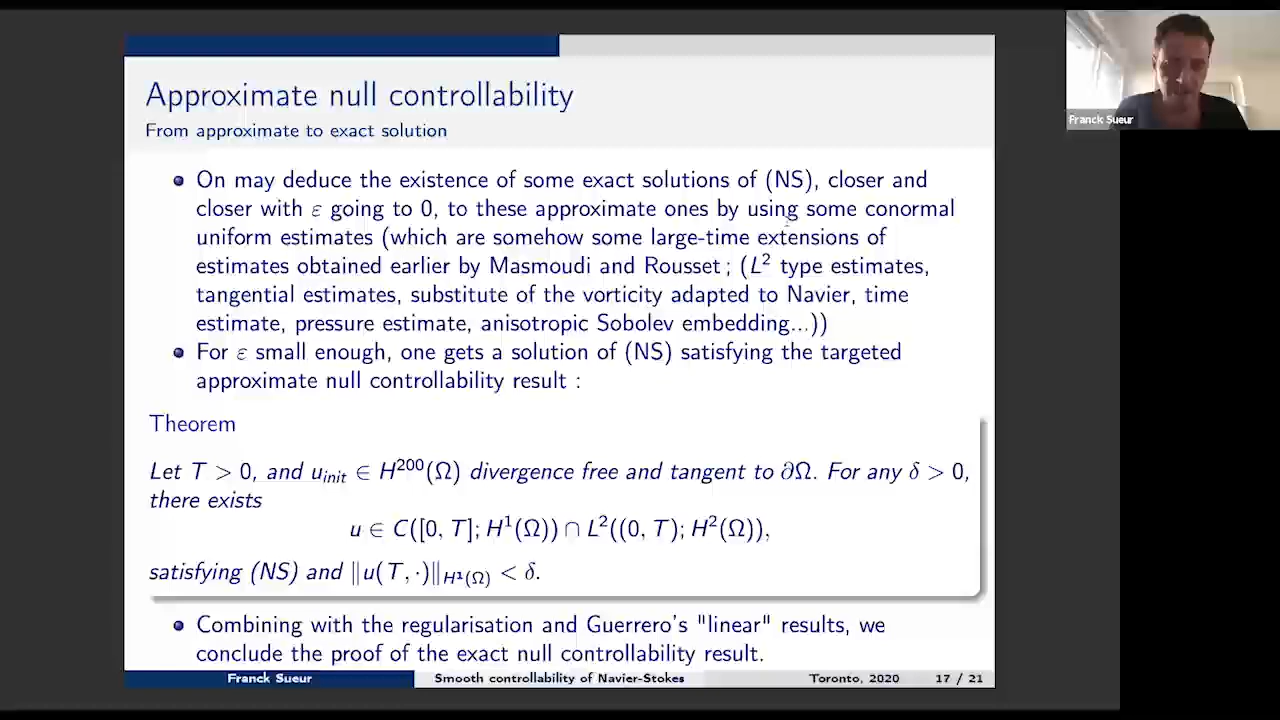 Approximate null controllability
From approximate to exact solution
Franck Sueur
On may deduce the existence of some exact solutions of (NS), closer and
closer with ε going to 0, to these approximate ones by using some conormal
uniform estimates (which are somehow some large-time extensions of
estimates obtained earlier by Masmoudi and Rousset ; (L² type estimates,
tangential estimates, substitute of the vorticity adapted to Navier, time
estimate, pressure estimate, anisotropic Sobolev embedding...))
For ε small enough, one gets a solution of (NS) satisfying the targeted
approximate null controllability result :
Theorem
Let T > 0, and u_init ∈ H²⁰⁰(Ω) divergence free and tangent to ∂Ω. For any δ > 0,
there exists
u ∈ C([0, T]; H¹(Ω)) ∩ L²((0, T); H²(Ω)),
satisfying (NS) and ‖u(T, ·)‖_H¹(Ω) < δ.
Combining with the regularisation and Guerrero's "linear" results, we
conclude the proof of the exact null controllability result.
Franck Sueur Smooth controllability of Navier-Stokes Toronto, 2020 17 / 21